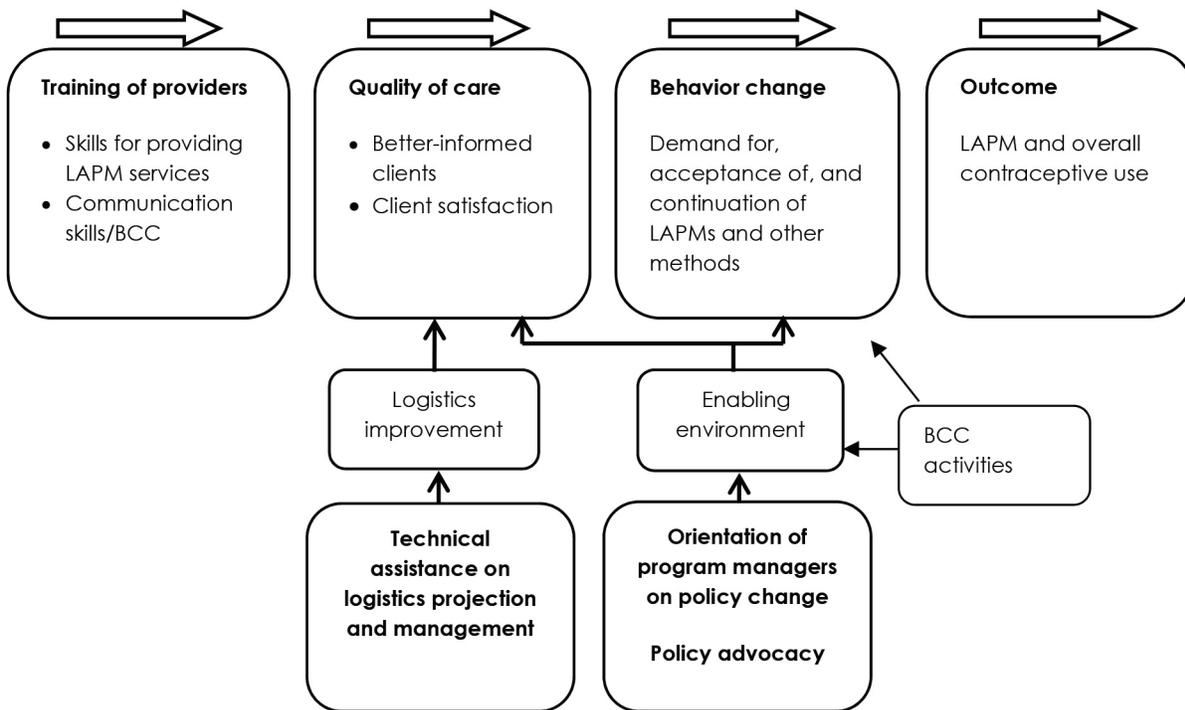 Training of providers
• Skills for providing
LAPM services
• Communication
skills/BCC
Quality of care
• Better-informed
clients
• Client satisfaction
Behavior change
Demand for,
acceptance of, and
continuation of
LAPMs and other
methods
Outcome
LAPM and overall
contraceptive use
Logistics
improvement
Enabling
environment
BCC
activities
Technical
assistance on
logistics projection
and management
Orientation of
program managers
on policy change
Policy advocacy